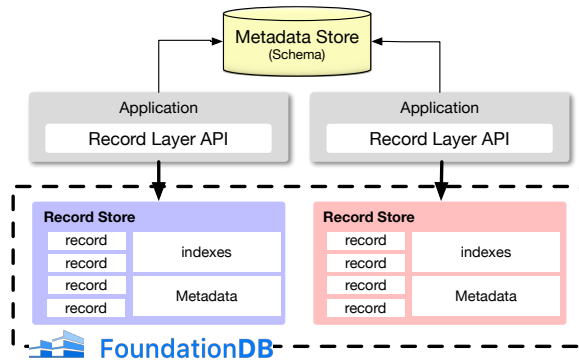 Metadata Store
(Schema)
Application
Record Layer API
Application
Record Layer API
Record Store
record
record
record
record
indexes
Metadata
Record Store
record
record
record
record
indexes
Metadata
FoundationDB